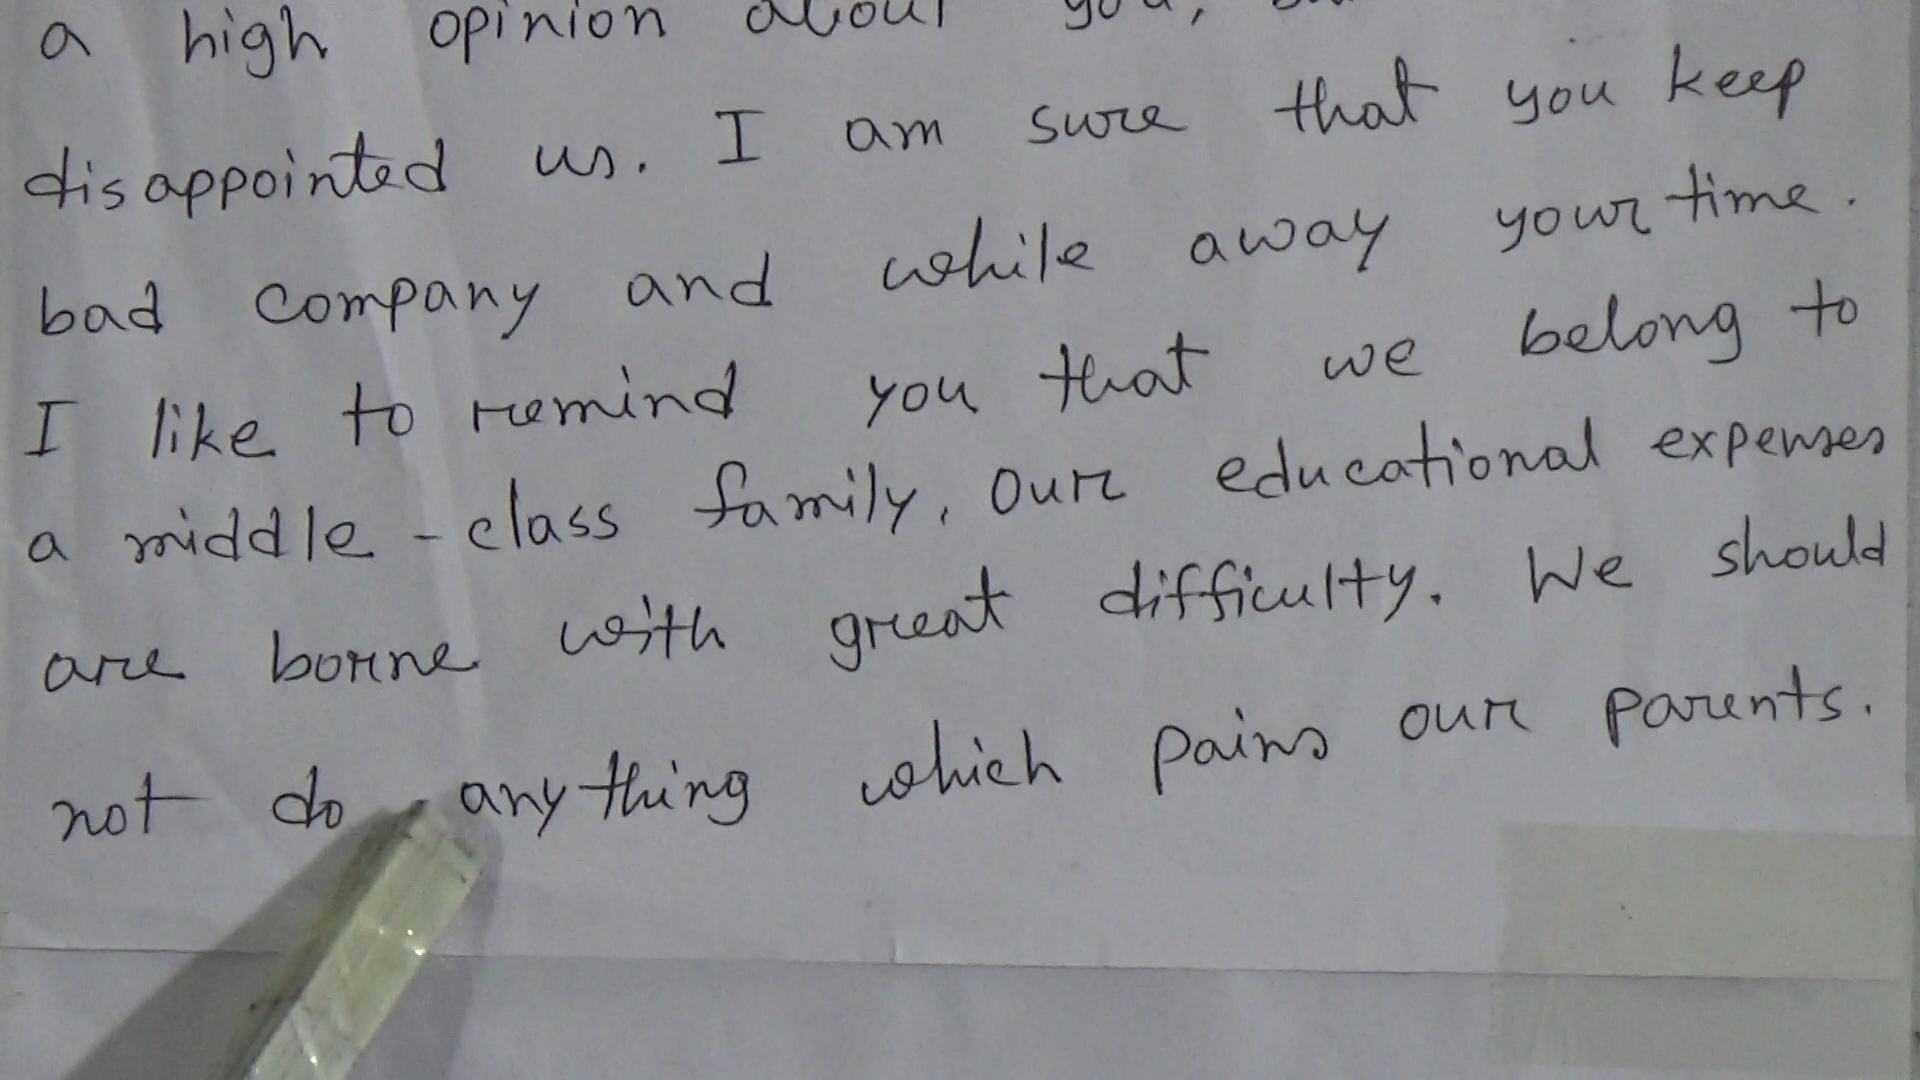 a high opinion about you,
disappointed us. I am sure that you keep
bad company and while away your time.
I like to remind you that we belong to
a middle-class family. Our educational expenses
are borne with great difficulty. We should
not do anything which pains our parents.